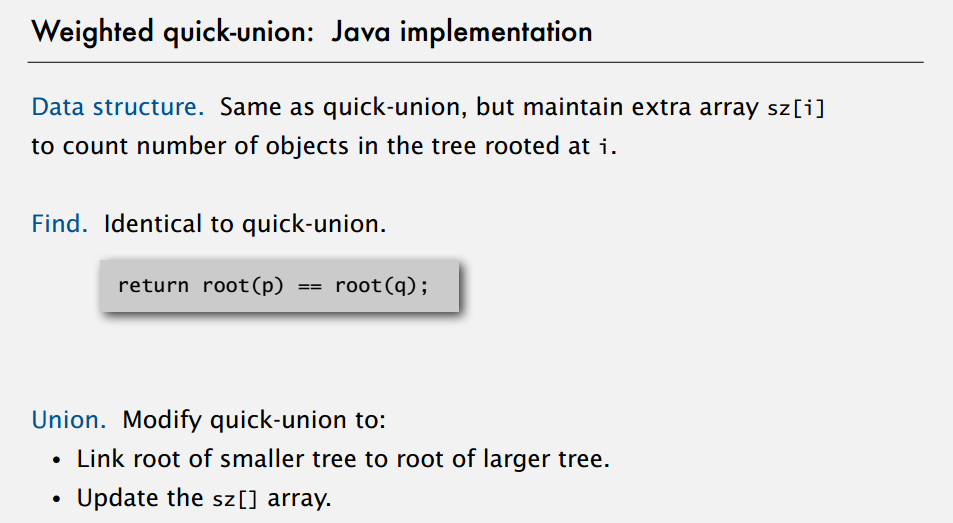 Weighted quick-union: Java implementation
Data structure. Same as quick-union, but maintain extra array sz[i]
to count number of objects in the tree rooted at i.
Find. Identical to quick-union.
return root(p) == root(q);
Union. Modify quick-union to:
• Link root of smaller tree to root of larger tree.
• Update the sz[] array.